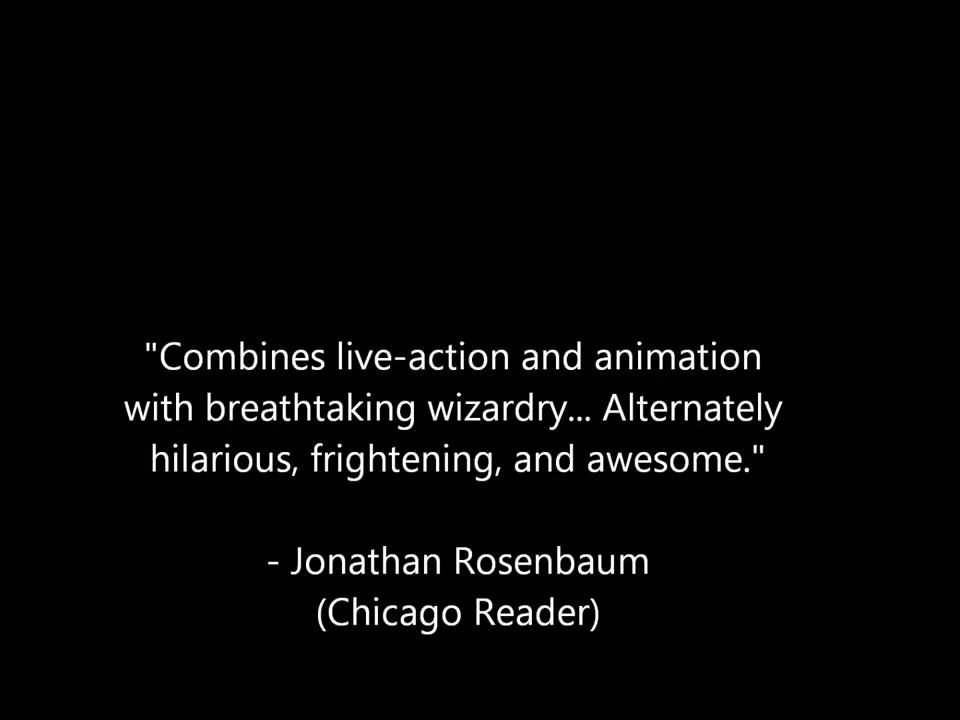 "Combines live-action and animation
with breathtaking wizardry... Alternately
hilarious, frightening, and awesome."
- Jonathan Rosenbaum
(Chicago Reader)